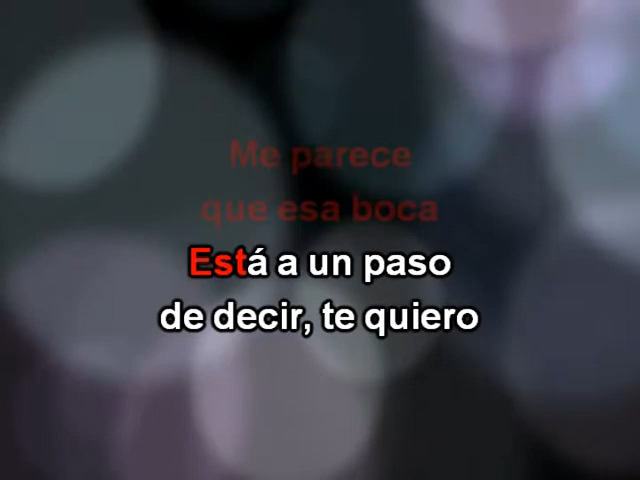 Me parece
que esa boca
Está a un paso
de decir, te quiero